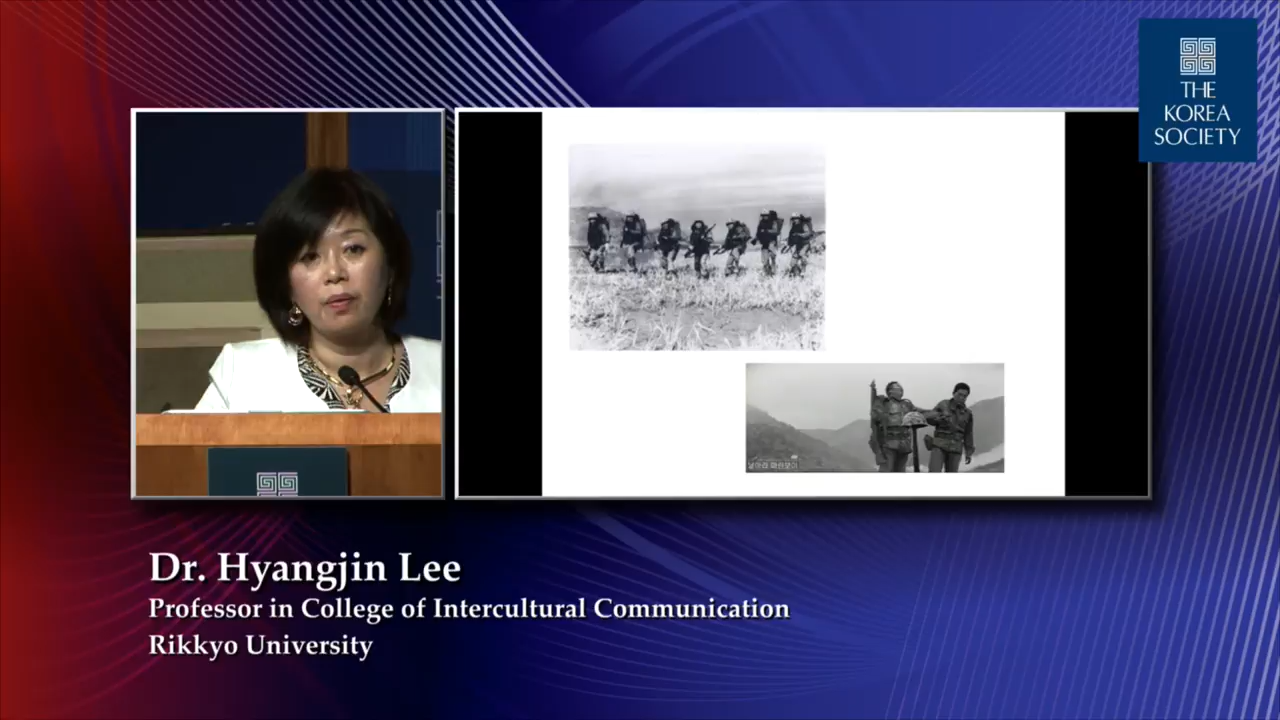 THE
KOREA
SOCIETY
Dr. Hyangjin Lee
Professor in College of Intercultural Communication
Rikkyo University